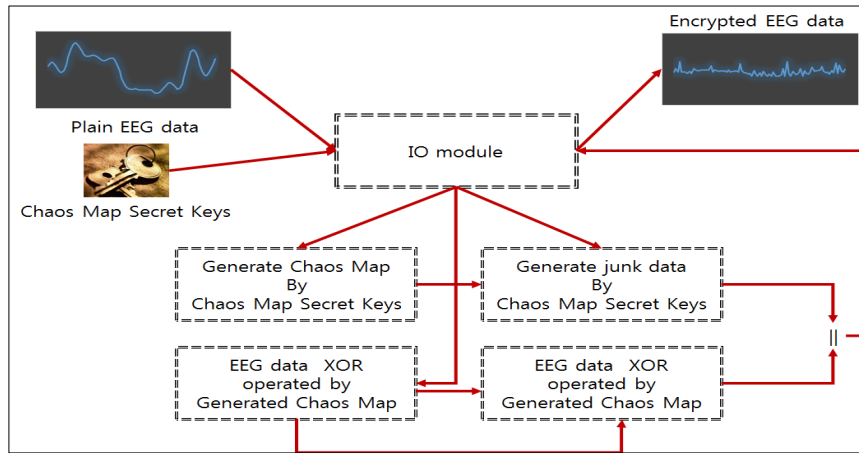 Encrypted EEG data
Plain EEG data
IO module
Chaos Map Secret Keys
Generate Chaos Map
By
Chaos Map Secret Keys
Generate junk data
By
Chaos Map Secret Keys
||
EEG data XOR
operated by
Generated Chaos Map
EEG data XOR
operated by
Generated Chaos Map